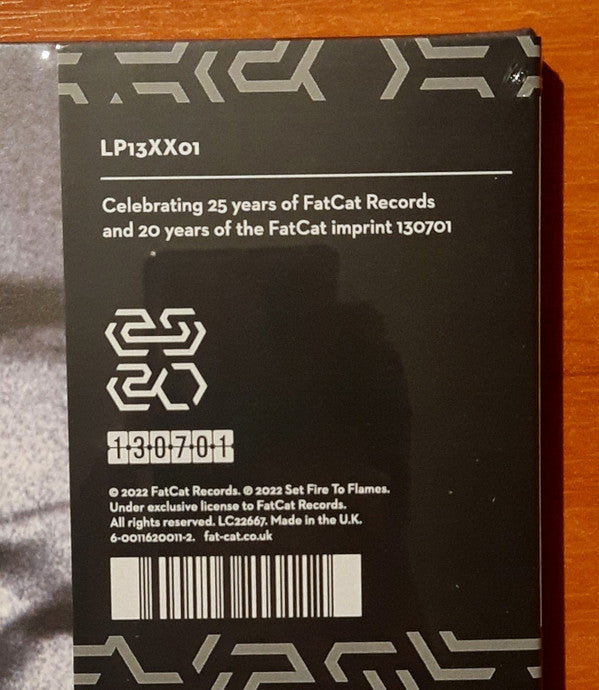 LP13XX01
Celebrating 25 years of FatCat Records
and 20 years of the FatCat imprint 130701
25
20
130701
© 2022 FatCat Records. ℗ 2022 Set Fire To Flames.
Under exclusive license to FatCat Records.
All rights reserved. LC22667. Made in the U.K.
6-0011620011-2. fat-cat.co.uk